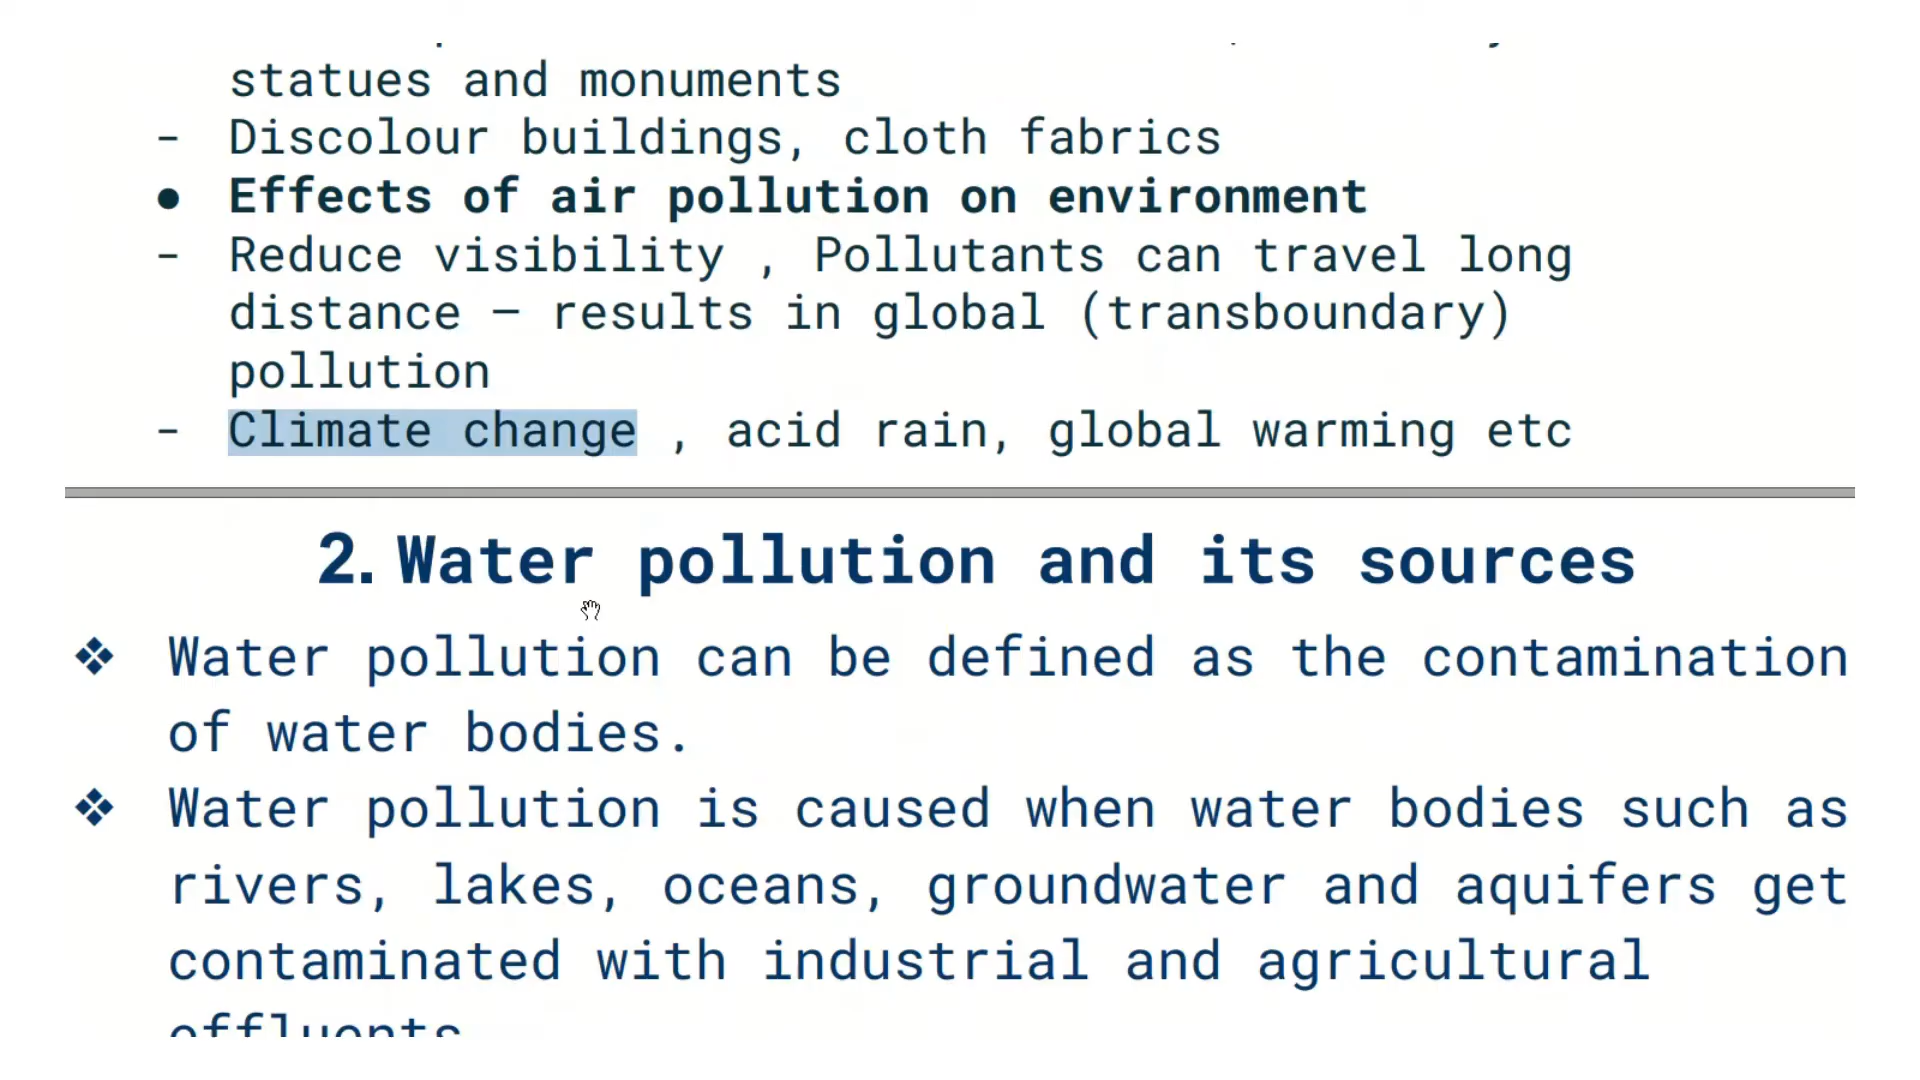 statues and monuments
- Discolour buildings, cloth fabrics
● Effects of air pollution on environment
- Reduce visibility , Pollutants can travel long
distance – results in global (transboundary)
pollution
- Climate change , acid rain, global warming etc
2. Water pollution and its sources
❖ Water pollution can be defined as the contamination
of water bodies.
❖ Water pollution is caused when water bodies such as
rivers, lakes, oceans, groundwater and aquifers get
contaminated with industrial and agricultural
effluents